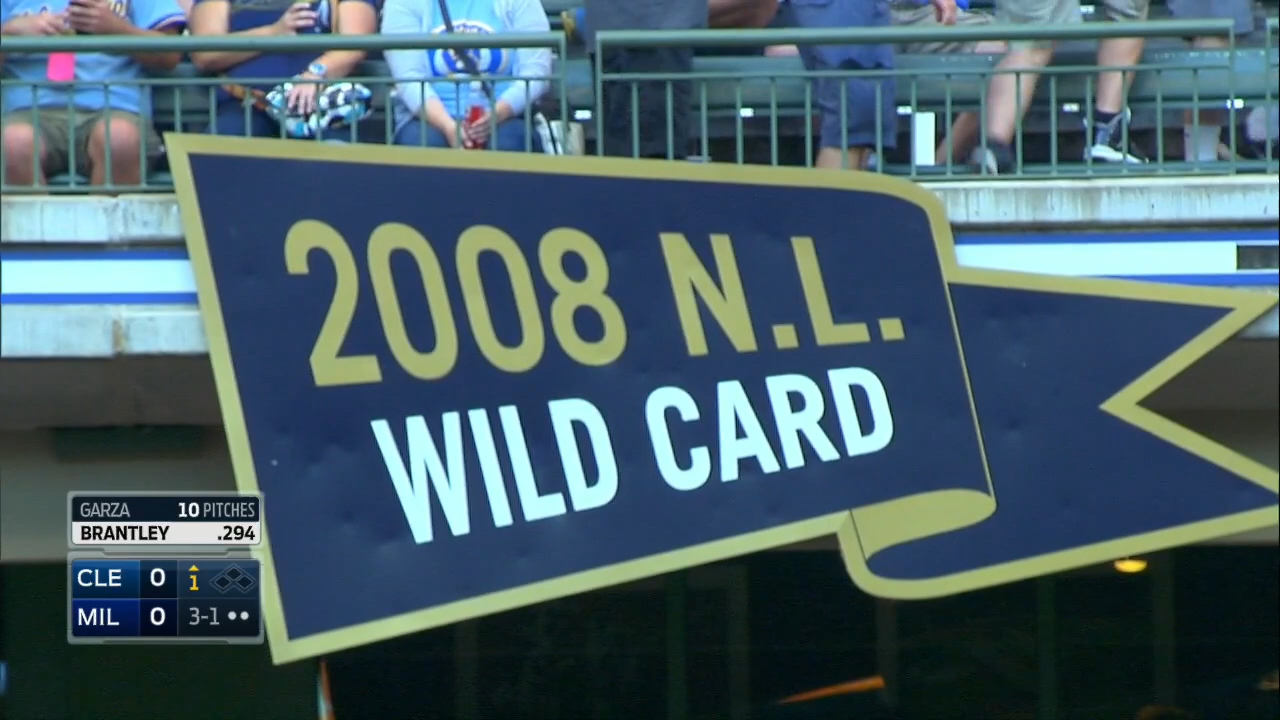 2008 N.L.
WILD CARD
GARZA 10 PITCHES
BRANTLEY .294
CLE 0 1
MIL 0 3-1